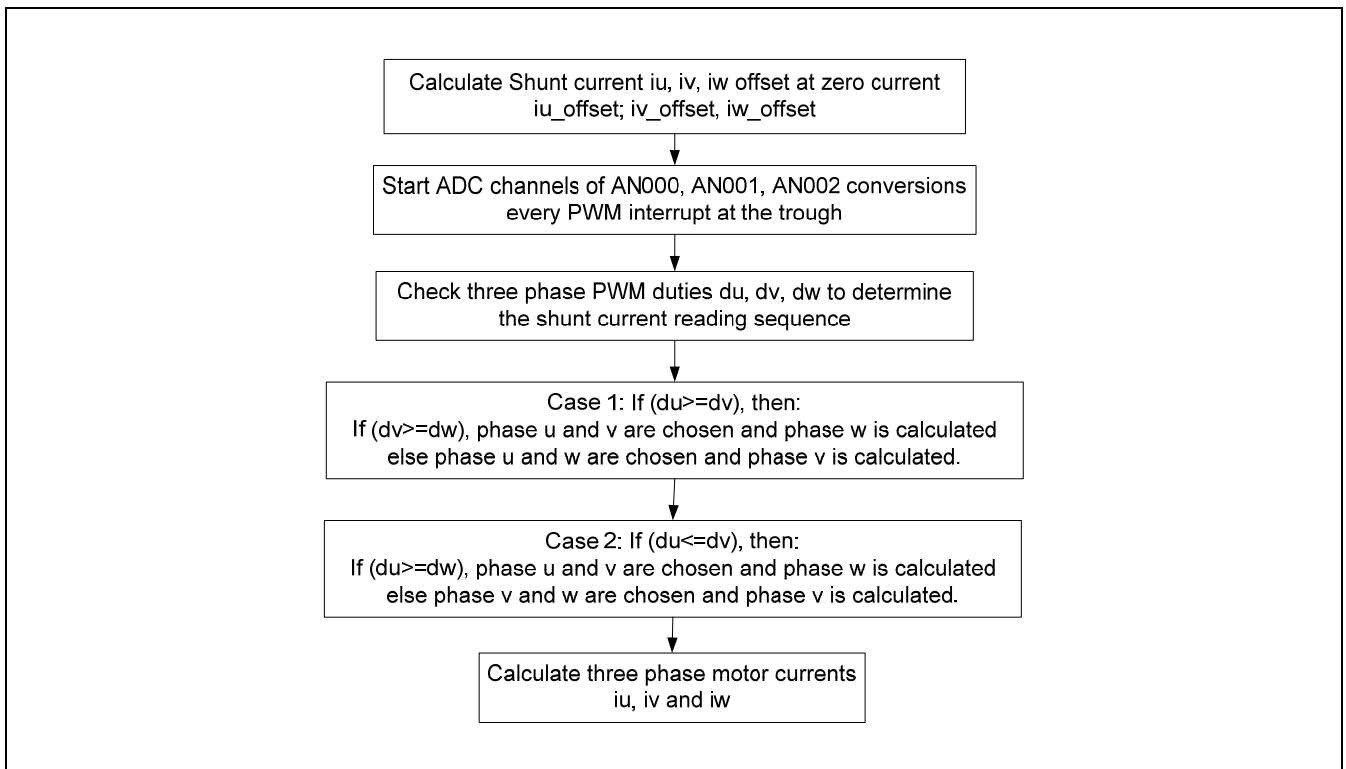 Calculate Shunt current iu, iv, iw offset at zero current
iu_offset; iv_offset, iw_offset
Start ADC channels of AN000, AN001, AN002 conversions
every PWM interrupt at the trough
Check three phase PWM duties du, dv, dw to determine
the shunt current reading sequence
Case 1: If (du>=dv), then:
If (dv>=dw), phase u and v are chosen and phase w is calculated
else phase u and w are chosen and phase v is calculated.
Case 2: If (du<=dv), then:
If (du>=dw), phase u and v are chosen and phase w is calculated
else phase v and w are chosen and phase v is calculated.
Calculate three phase motor currents
iu, iv and iw